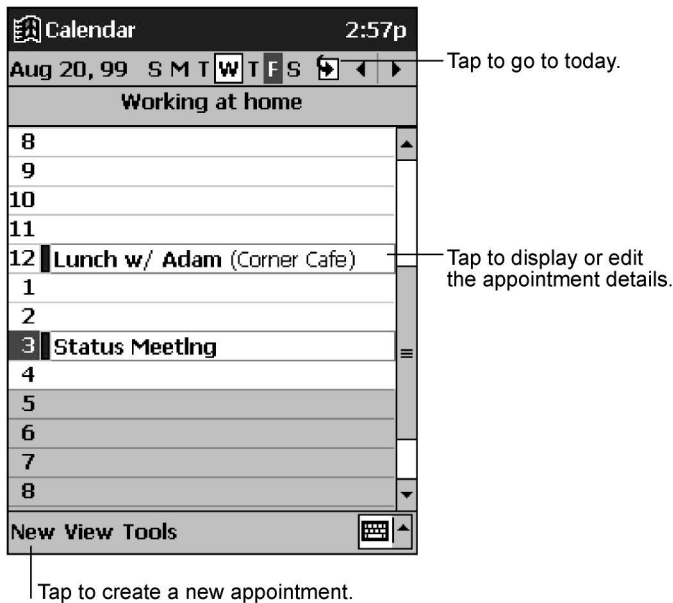 Calendar 2:57p
Aug 20, 99 S M T W T F S
Tap to go to today.
Working at home
8
9
10
11
12 Lunch w/ Adam (Corner Cafe)
Tap to display or edit
the appointment details.
1
2
3 Status Meeting
4
5
6
7
8
New View Tools
Tap to create a new appointment.